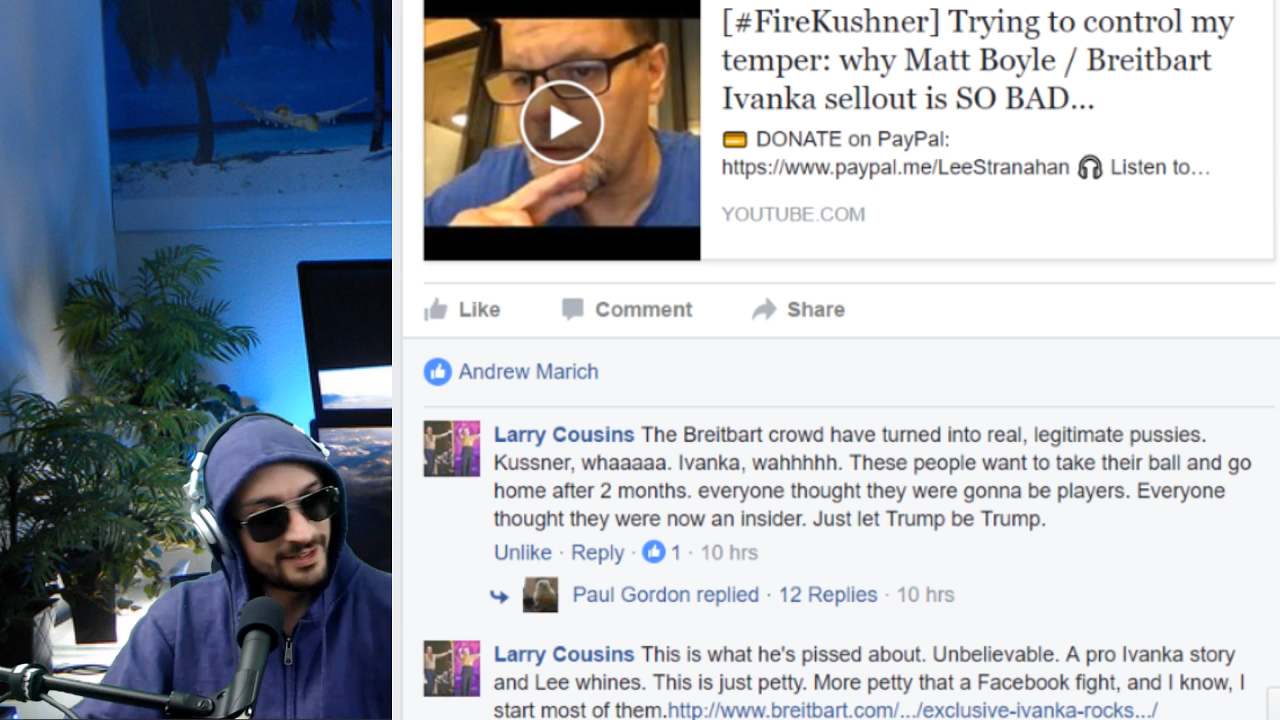 [#FireKushner] Trying to control my
temper: why Matt Boyle / Breitbart
Ivanka sellout is SO BAD...
DONATE on PayPal:
https://www.paypal.me/LeeStranahan Listen to...
YOUTUBE.COM
Like Comment Share
Andrew Marich
Larry Cousins The Breitbart crowd have turned into real, legitimate pussies.
Kussner, whaaaaa. Ivanka, wahhhhh. These people want to take their ball and go
home after 2 months. everyone thought they were gonna be players. Everyone
thought they were now an insider. Just let Trump be Trump.
Unlike · Reply · 1 · 10 hrs
Paul Gordon replied · 12 Replies · 10 hrs
Larry Cousins This is what he's pissed about. Unbelievable. A pro Ivanka story
and Lee whines. This is just petty. More petty that a Facebook fight, and I know, I
start most of them.http://www.breitbart.com/.../exclusive-ivanka-rocks.../